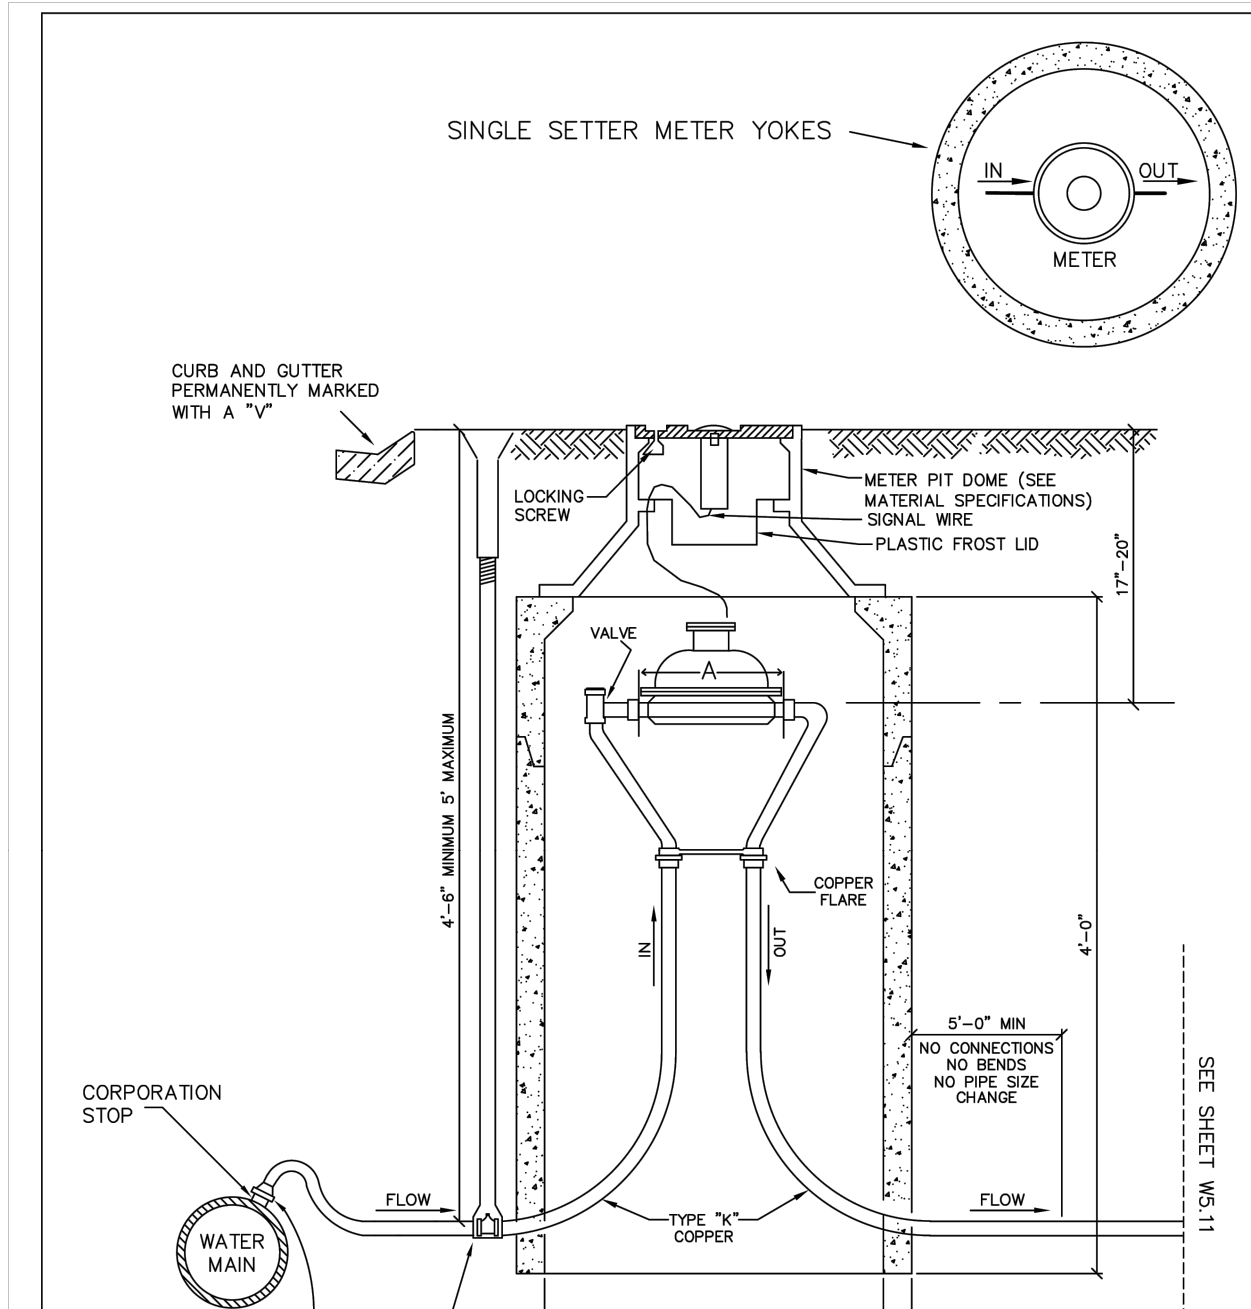 SINGLE SETTER METER YOKES
IN
OUT
METER
CURB AND GUTTER
PERMANENTLY MARKED
WITH A "V"
LOCKING
SCREW
METER PIT DOME (SEE
MATERIAL SPECIFICATIONS)
SIGNAL WIRE
PLASTIC FROST LID
17"-20"
VALVE
A
4'-6" MINIMUM 5' MAXIMUM
COPPER
FLARE
IN
OUT
4'-0"
5'-0" MIN
NO CONNECTIONS
NO BENDS
NO PIPE SIZE
CHANGE
SEE SHEET W5.11
CORPORATION
STOP
FLOW
FLOW
TYPE "K"
COPPER
WATER
MAIN